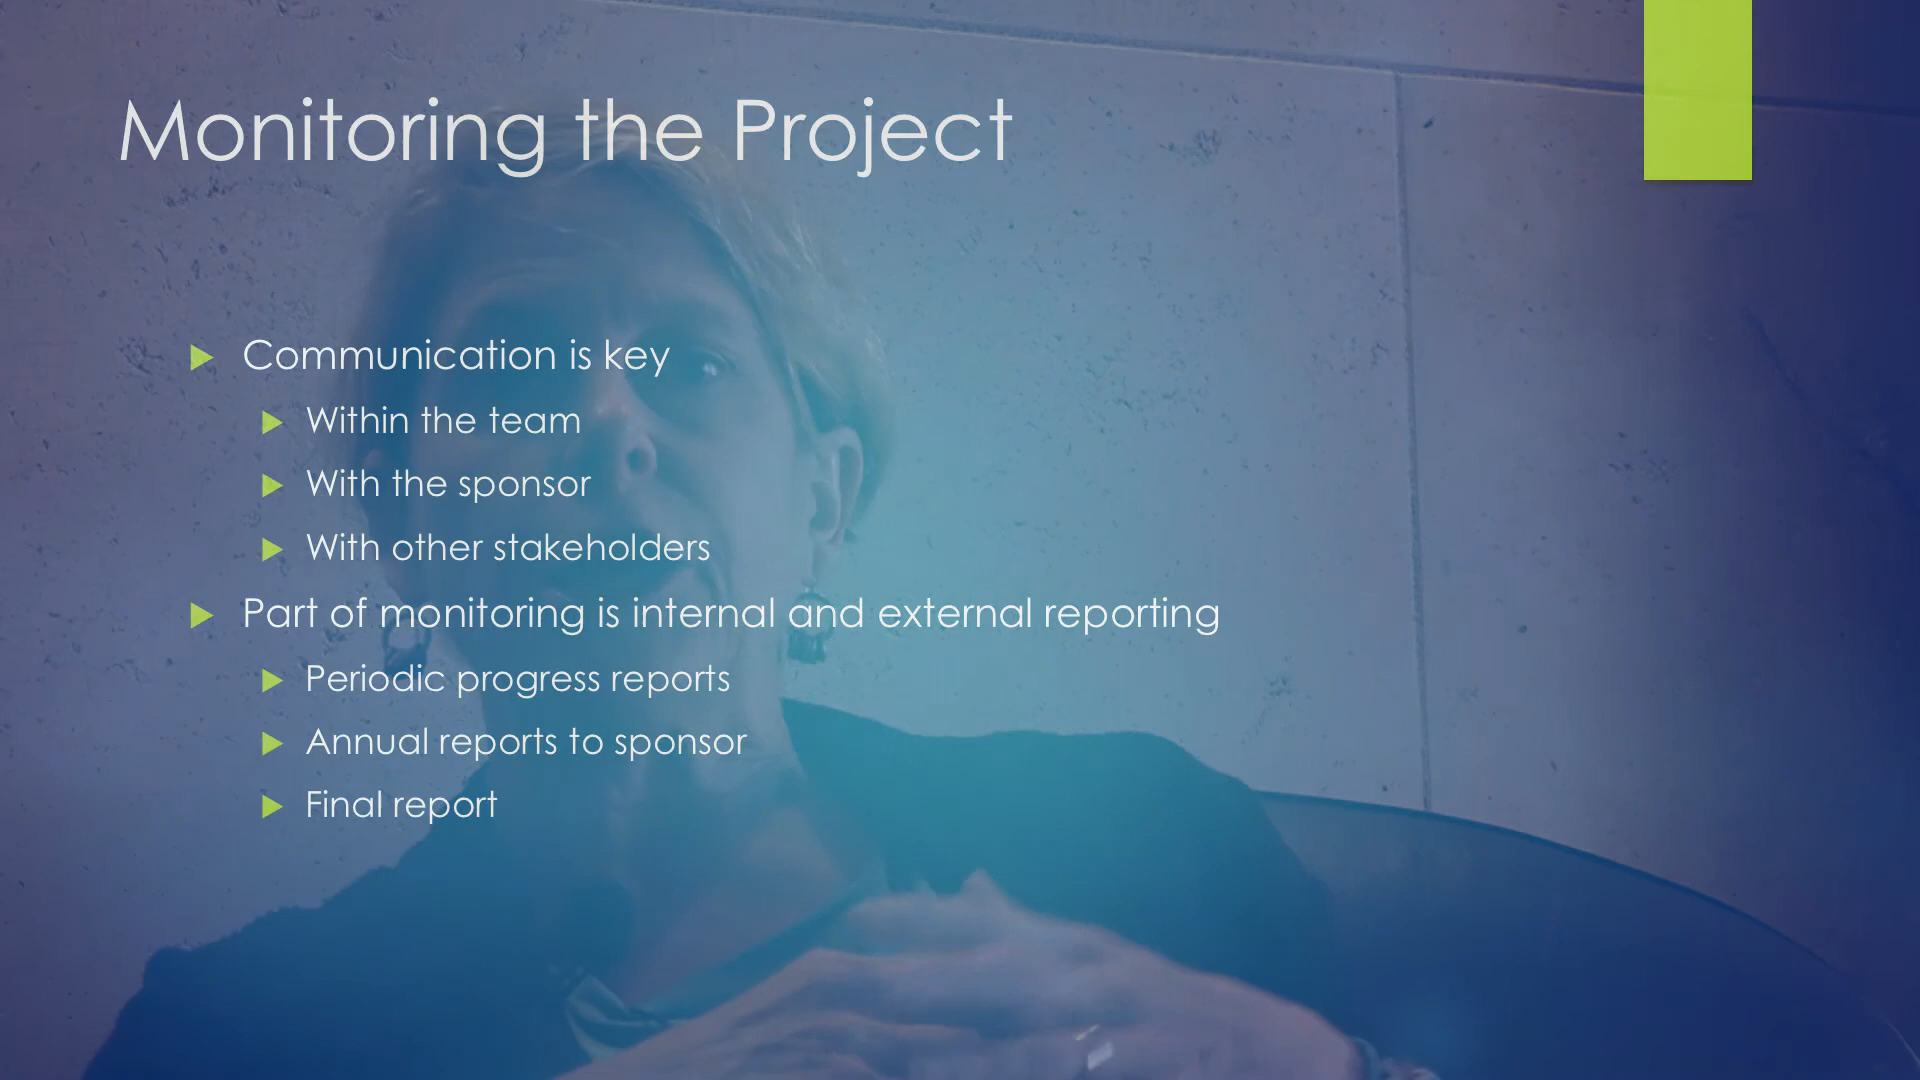 Monitoring the Project
Communication is key
Within the team
With the sponsor
With other stakeholders
Part of monitoring is internal and external reporting
Periodic progress reports
Annual reports to sponsor
Final report